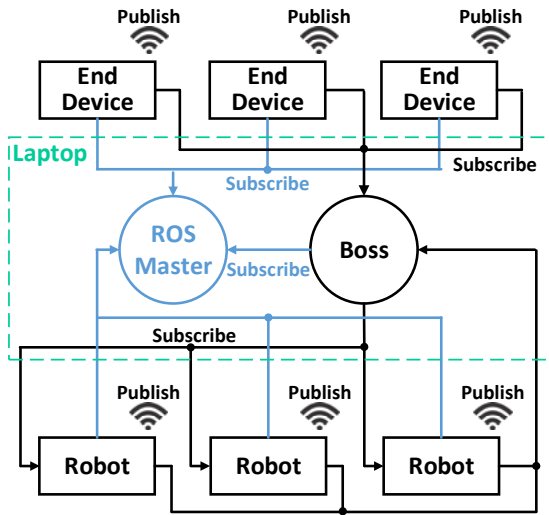 Publish Publish Publish
End Device
End Device
End Device
Laptop
Subscribe
Subscribe
ROS Master
Subscribe
Boss
Subscribe
Publish Publish Publish
Robot Robot Robot